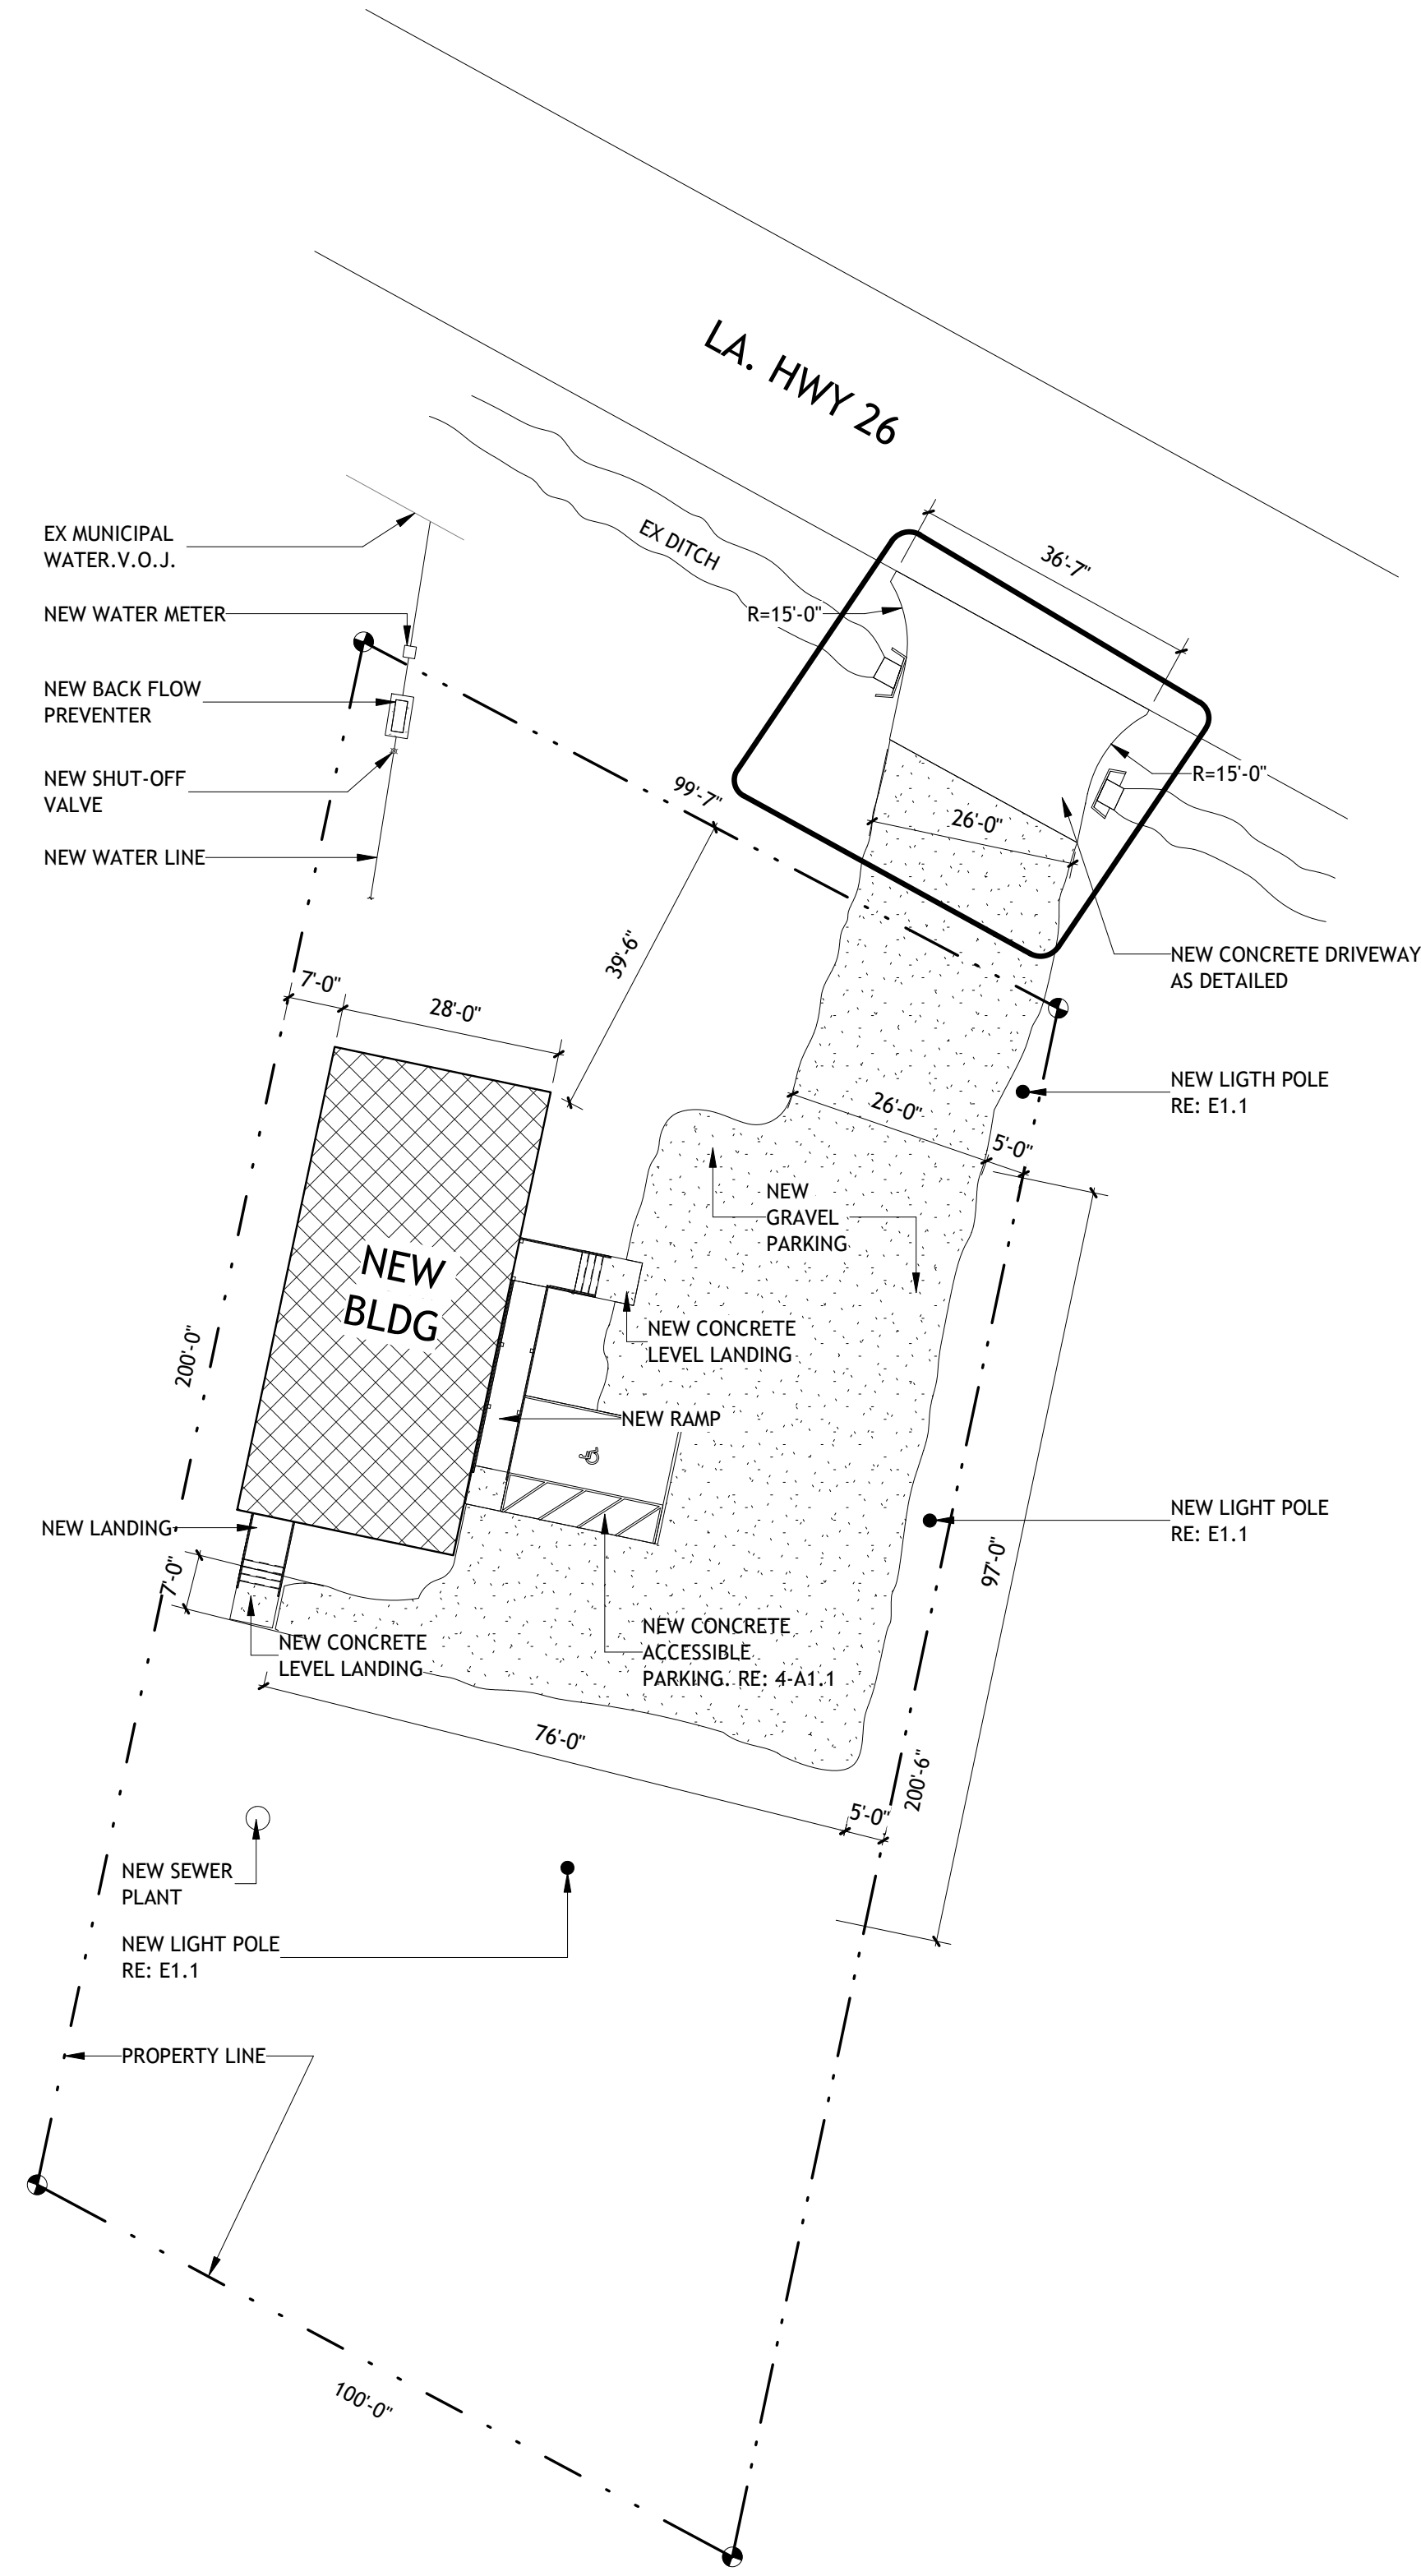 LA. HWY 26
EX DITCH
36'-7"
R=15'-0"
R=15'-0"
EX MUNICIPAL
WATER.V.O.J.
NEW WATER METER
NEW BACK FLOW
PREVENTER
NEW SHUT-OFF
VALVE
NEW WATER LINE
99'-7"
26'-0"
39'-6"
NEW CONCRETE DRIVEWAY
AS DETAILED
7'-0"
28'-0"
NEW LIGTH POLE
RE: E1.1
26'-0"
5'-0"
NEW
GRAVEL
PARKING
NEW
BLDG
NEW CONCRETE
LEVEL LANDING
200'-0"
NEW RAMP
NEW LANDING
NEW LIGHT POLE
RE: E1.1
97'-0"
7'-0"
NEW CONCRETE
LEVEL LANDING
NEW CONCRETE
ACCESSIBLE
PARKING. RE: 4-A1.1
76'-0"
200'-6"
5'-0"
NEW SEWER
PLANT
NEW LIGHT POLE
RE: E1.1
PROPERTY LINE
100'-0"